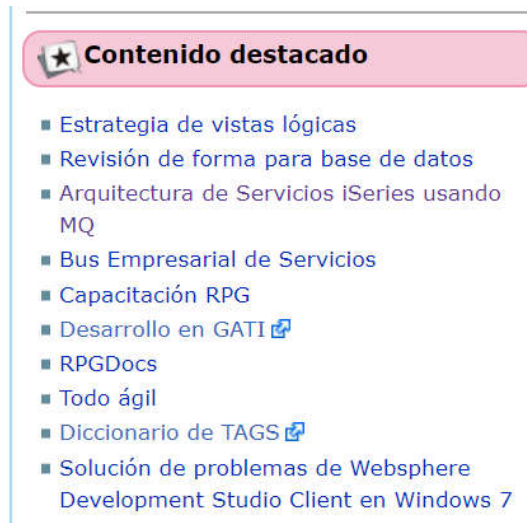 Contenido destacado
Estrategia de vistas lógicas
Revisión de forma para base de datos
Arquitectura de Servicios iSeries usando
MQ
Bus Empresarial de Servicios
Capacitación RPG
Desarrollo en GATI
RPGDocs
Todo ágil
Diccionario de TAGS
Solución de problemas de Websphere
Development Studio Client en Windows 7